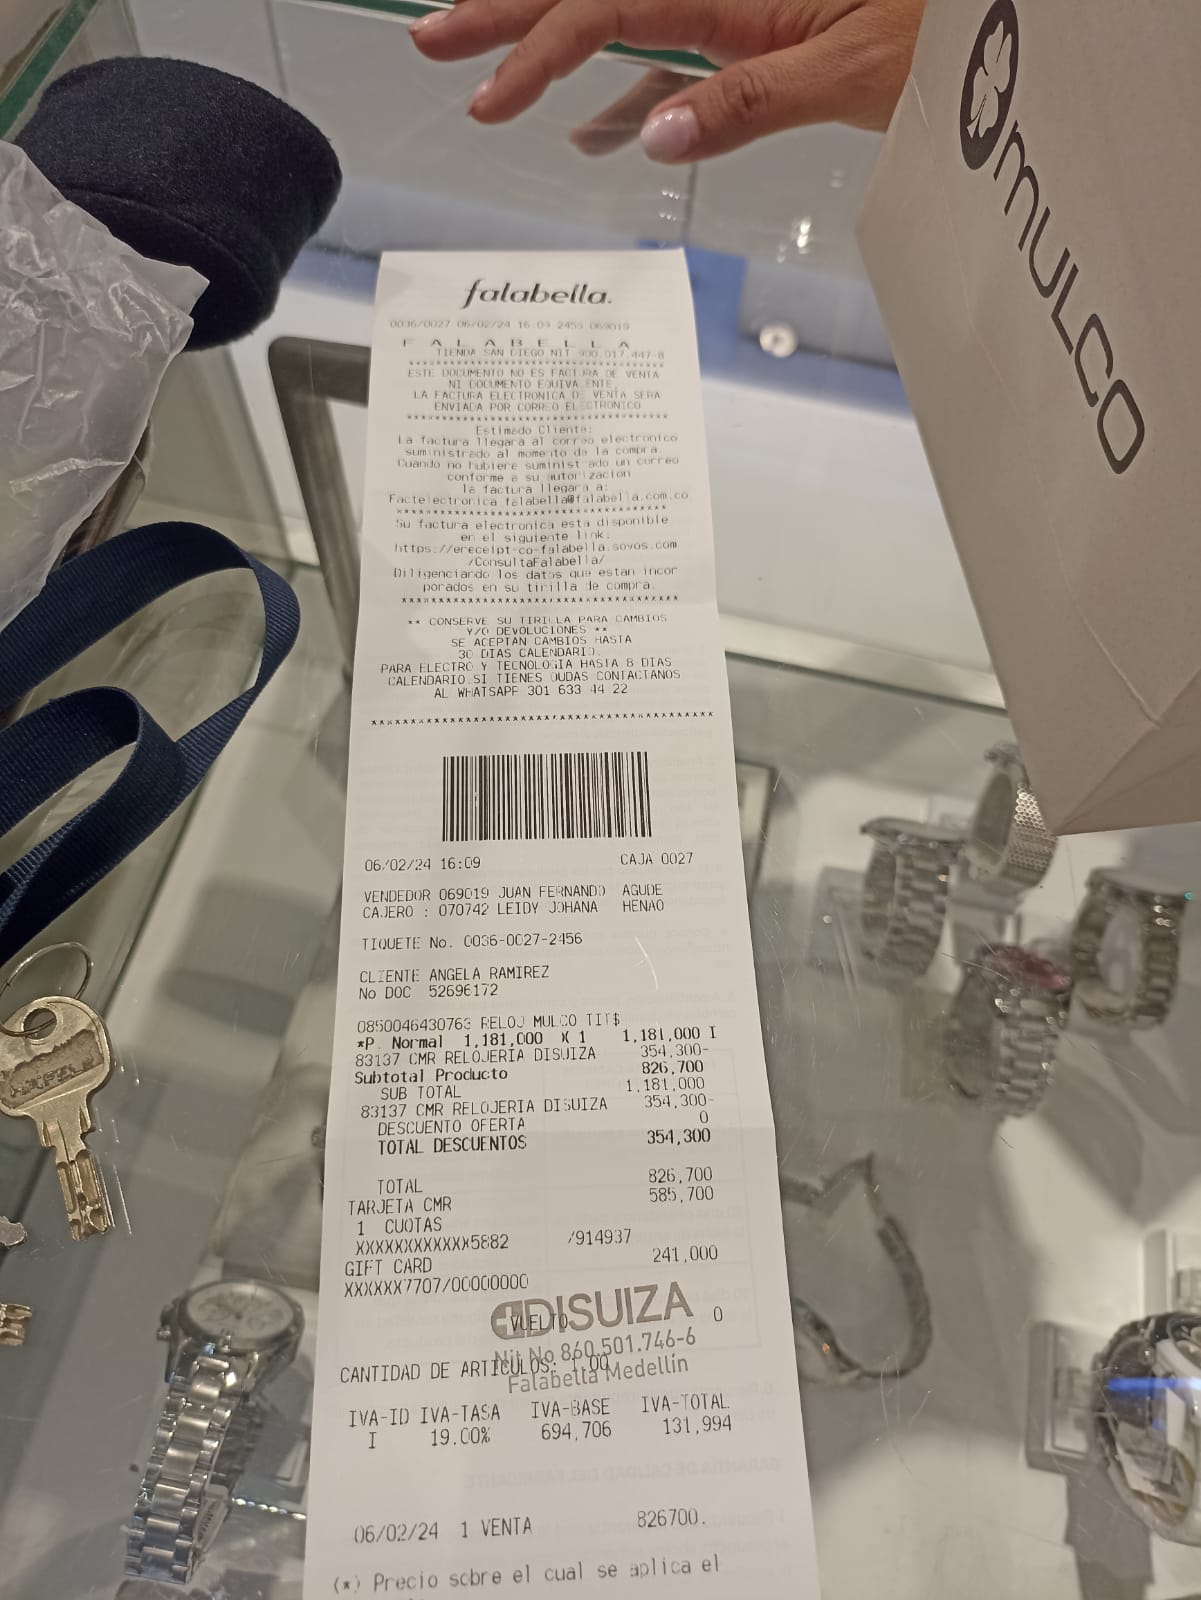 MULCO
falabella.
0036/0027 06/02/24 16:09 2456 069019
F A L A B E L L A
TIENDA SAN DIEGO NIT 900.017.447-8
**********************************
ESTE DOCUMENTO NO ES FACTURA DE VENTA
NI DOCUMENTO EQUIVALENTE.
LA FACTURA ELECTRONICA DE VENTA SERA
ENVIADA POR CORREO ELECTRONICO
**********************************
Estimado Cliente:
La factura llegara al correo electronico
suministrado al momento de la compra.
Cuando no hubiere suministrado un correo
conforme a su autorizacion
la factura llegara a:
Factelectronica falabella@falabella.com.co
**********************************
Su factura electronica esta disponible
en el siguiente link:
https://ereceipt-co-falabella.sovos.com
/ConsultaFalabella/
Diligenciando los datos que estan incor
porados en su tirilla de compra.
**********************************
** CONSERVE SU TIRILLA PARA CAMBIOS
Y/O DEVOLUCIONES **
SE ACEPTAN CAMBIOS HASTA
30 DIAS CALENDARIO.
PARA ELECTRO Y TECNOLOGIA HASTA 8 DIAS
CALENDARIO.SI TIENES DUDAS CONTACTANOS
AL WHATSAPP 301 633 44 22
****************************************
06/02/24 16:09 CAJA 0027
VENDEDOR 069019 JUAN FERNANDO AGUDE
CAJERO : 070742 LEIDY JOHANA HENAO
TIQUETE No. 0036-0027-2456
CLIENTE ANGELA RAMIREZ
No DOC 52696172
0850046430763 RELOJ MULCO TIT$
*P. Normal 1,181,000 X 1 1,181,000 I
83137 CMR RELOJERIA DISUIZA 354,300-
Subtotal Producto 826,700
SUB TOTAL 1,181,000
83137 CMR RELOJERIA DISUIZA 354,300-
DESCUENTO OFERTA 0
TOTAL DESCUENTOS 354,300
TOTAL 826,700
TARJETA CMR 585,700
1 CUOTAS
XXXXXXXXXXXX5882 /914937
GIFT CARD 241,000
XXXXXX7707/00000000
DISUIZA
VUELTO 0
Nit No 860.501.746-6
CANTIDAD DE ARTICULOS: 1.00
Falabella Medellín
IVA-ID IVA-TASA IVA-BASE IVA-TOTAL
I 19.00% 694,706 131,994
06/02/24 1 VENTA 826700.
(*) Precio sobre el cual se aplica el